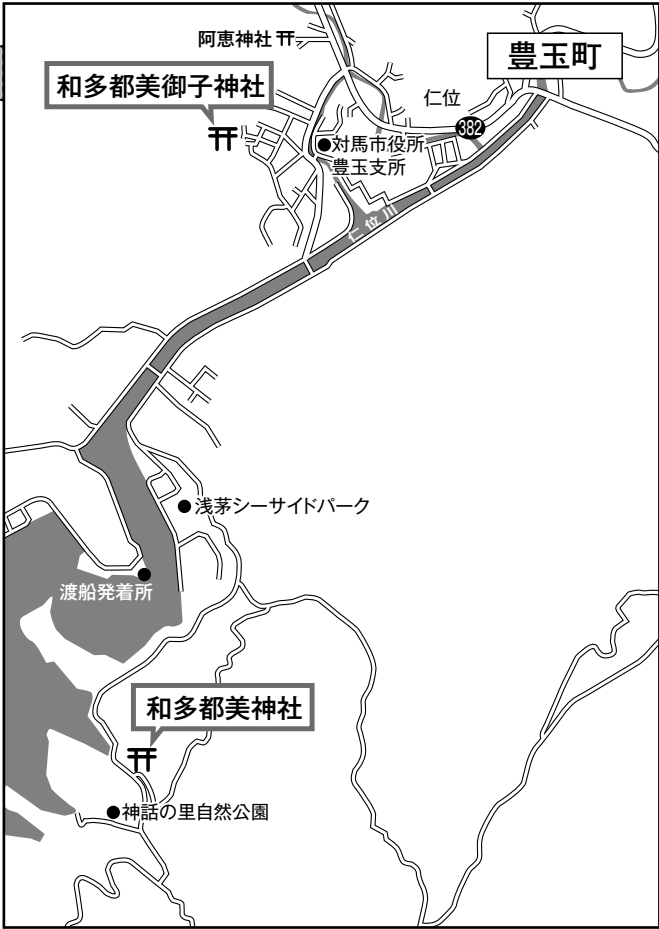 阿恵神社
豊玉町
和多都美御子神社
仁位
382
対馬市役所
豊玉支所
仁位川
浅茅シーサイドパーク
渡船発着所
和多都美神社
神話の里自然公園